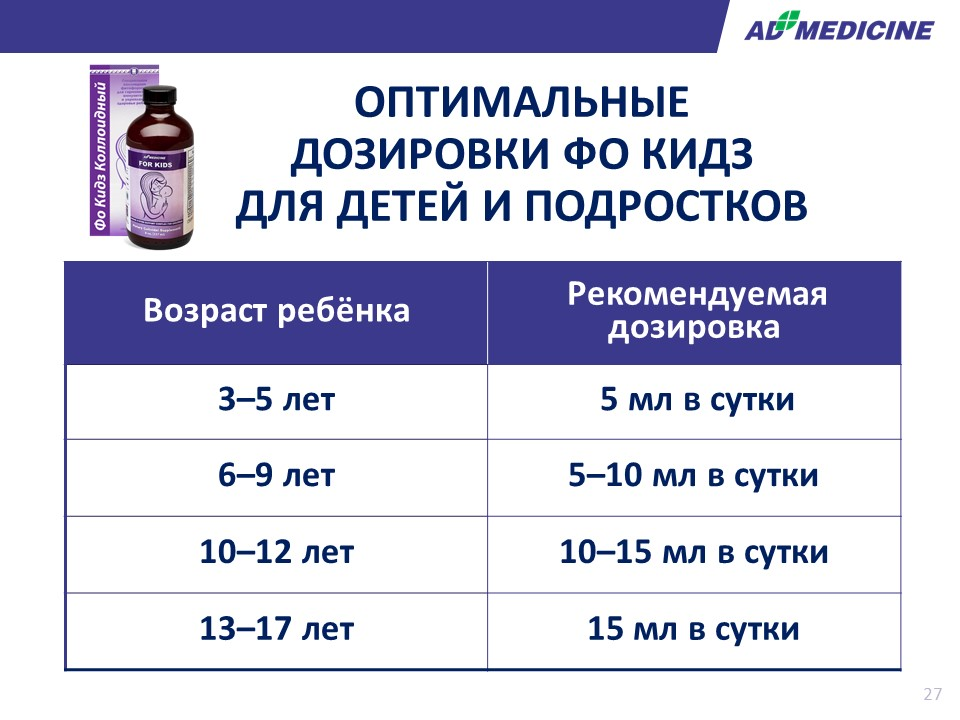 AD MEDICINE
Фо Кидз Коллоидный
AD MEDICINE
FOR KIDS
ОПТИМАЛЬНЫЕ
ДОЗИРОВКИ ФО КИДЗ
ДЛЯ ДЕТЕЙ И ПОДРОСТКОВ
Возраст ребёнка
Рекомендуемая
дозировка
3–5 лет
5 мл в сутки
6–9 лет
5–10 мл в сутки
10–12 лет
10–15 мл в сутки
13–17 лет
15 мл в сутки
27